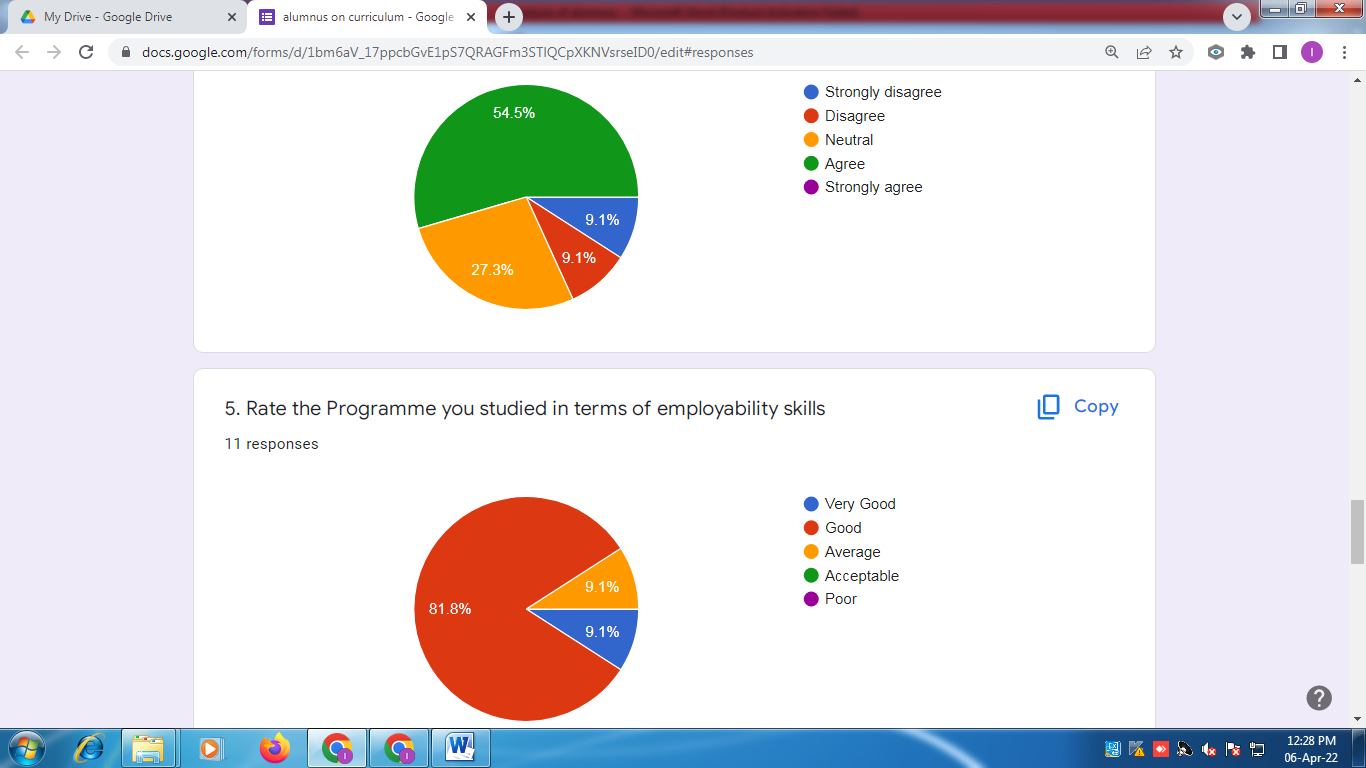 My Drive - Google Drive
alumnus on curriculum - Google
docs.google.com/forms/d/1bm6aV_17ppcbGvE1pS7QRAGFm3STlQCpXKNVsrseID0/edit#responses
I
54.5%
9.1%
9.1%
27.3%
Strongly disagree
Disagree
Neutral
Agree
Strongly agree
5. Rate the Programme you studied in terms of employability skills
Copy
11 responses
81.8%
9.1%
9.1%
Very Good
Good
Average
Acceptable
Poor
12:28 PM
06-Apr-22